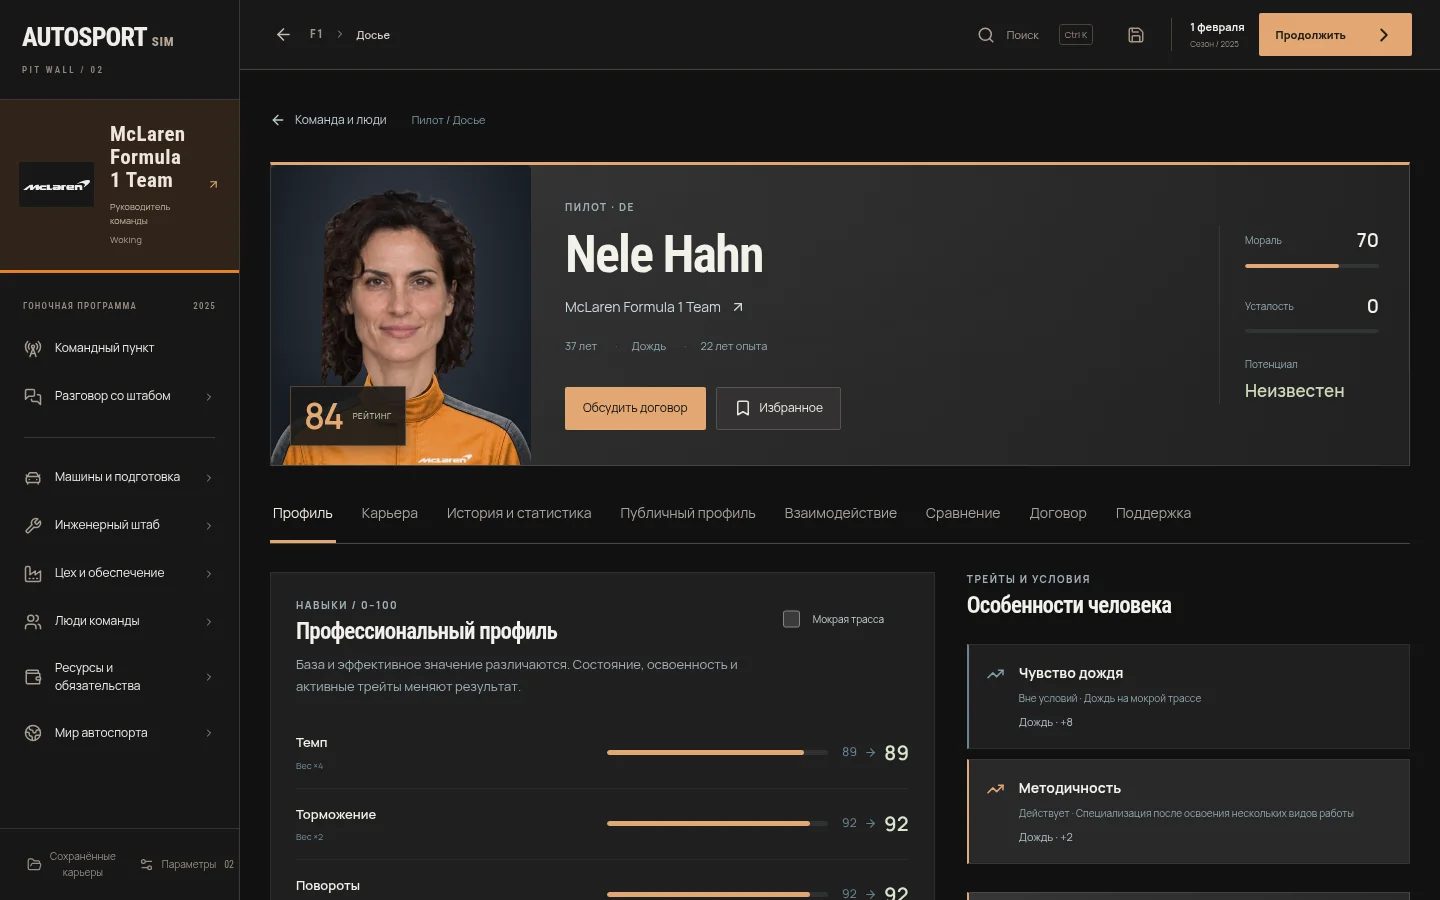 AUTOSPORT SIM
PIT WALL / 02
McLaren
McLaren
Formula
1 Team
Руководитель
команды
Woking
ГОНОЧНАЯ ПРОГРАММА 2025
Командный пункт
Разговор со штабом
Машины и подготовка
Инженерный штаб
Цех и обеспечение
Люди команды
Ресурсы и
обязательства
Мир автоспорта
Сохранённые
карьеры
Параметры 02
F1 Досье
Поиск Ctrl K
1 февраля
Сезон / 2025
Продолжить
Команда и люди Пилот / Досье
84 РЕЙТИНГ
McLaren
ПИЛОТ · DE
Nele Hahn
McLaren Formula 1 Team
37 лет · Дождь · 22 лет опыта
Обсудить договор Избранное
Мораль 70
Усталость 0
Потенциал
Неизвестен
Профиль Карьера История и статистика Публичный профиль Взаимодействие Сравнение Договор Поддержка
НАВЫКИ / 0–100
Профессиональный профиль
Мокрая трасса
База и эффективное значение различаются. Состояние, освоенность и
активные трейты меняют результат.
Темп
Вес ×4
89 → 89
Торможение
Вес ×2
92 → 92
Повороты
92 → 92
ТРЕЙТЫ И УСЛОВИЯ
Особенности человека
Чувство дождя
Вне условий · Дождь на мокрой трассе
Дождь · +8
Методичность
Действует · Специализация после освоения нескольких видов работы
Дождь · +2